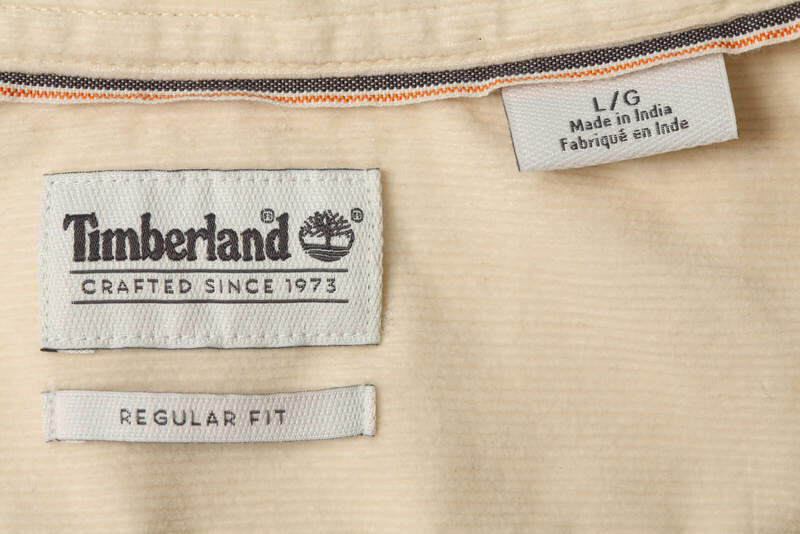 L/G
Made in India
Fabriqué en Inde
Timberland® ®
CRAFTED SINCE 1973
REGULAR FIT